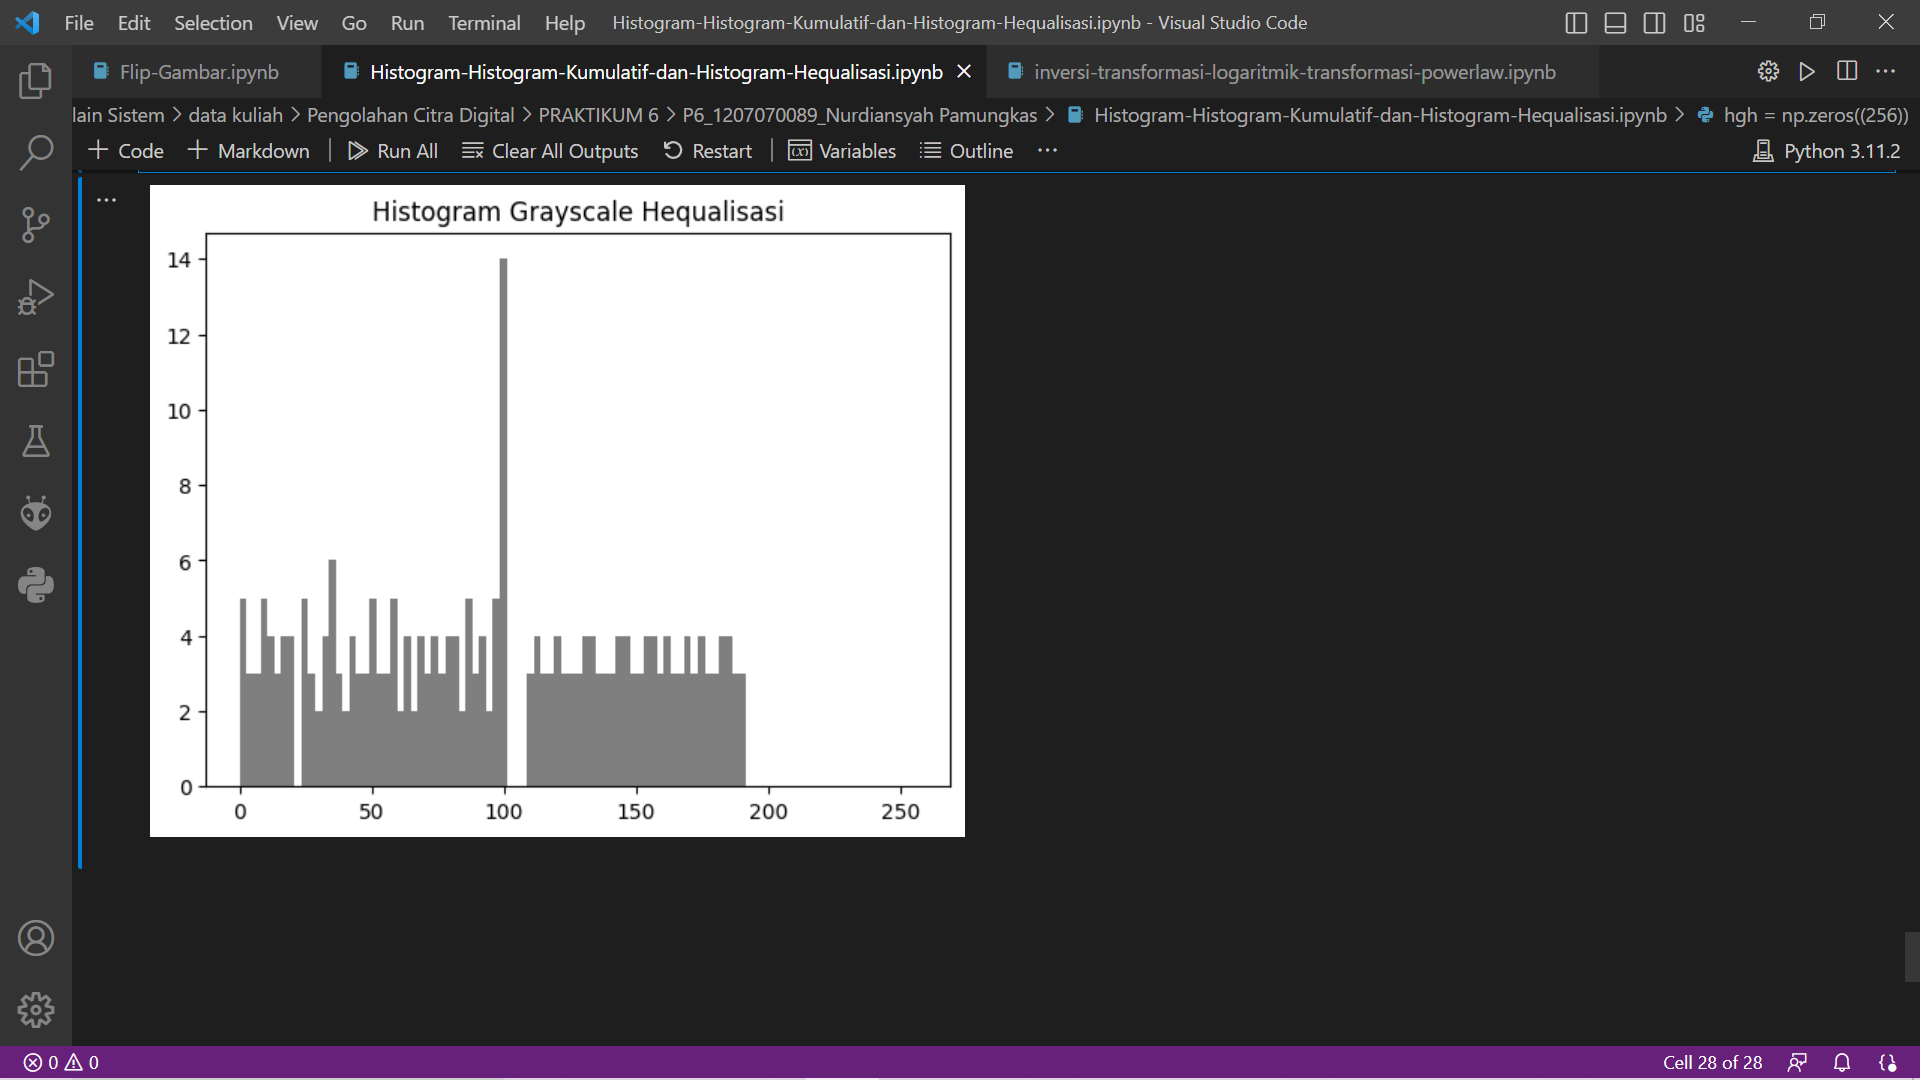 File Edit Selection View Go Run Terminal Help Histogram-Histogram-Kumulatif-dan-Histogram-Hequalisasi.ipynb - Visual Studio Code
Flip-Gambar.ipynb Histogram-Histogram-Kumulatif-dan-Histogram-Hequalisasi.ipynb inversi-transformasi-logaritmik-transformasi-powerlaw.ipynb
lain Sistem > data kuliah > Pengolahan Citra Digital > PRAKTIKUM 6 > P6_1207070089_Nurdiansyah Pamungkas > Histogram-Histogram-Kumulatif-dan-Histogram-Hequalisasi.ipynb > hgh = np.zeros((256))
+ Code + Markdown | Run All Clear All Outputs Restart | Variables Outline ... Python 3.11.2
Histogram Grayscale Hequalisasi
14
12
10
8
6
4
2
0
0 50 100 150 200 250
0 0 Cell 28 of 28